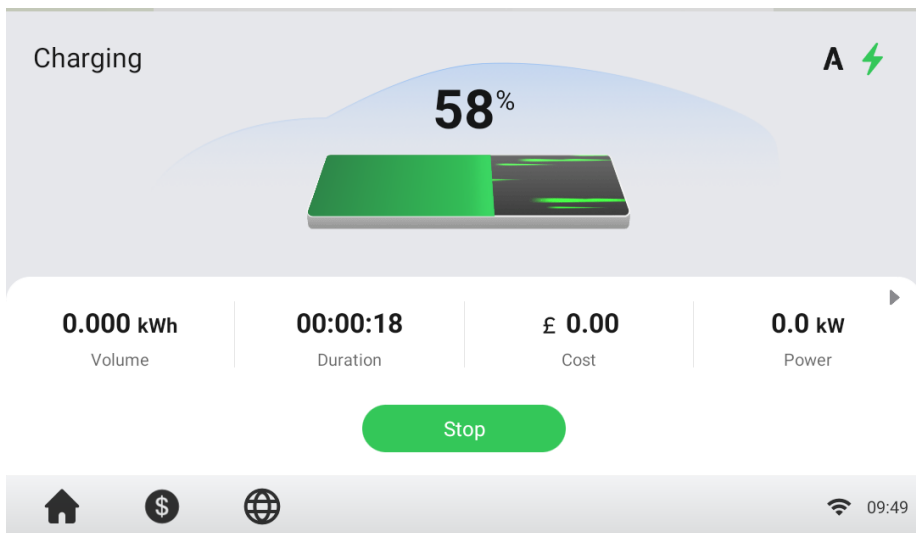 Charging
A
58%
0.000 kWh
Volume
00:00:18
Duration
£ 0.00
Cost
0.0 kW
Power
Stop
$
09:49